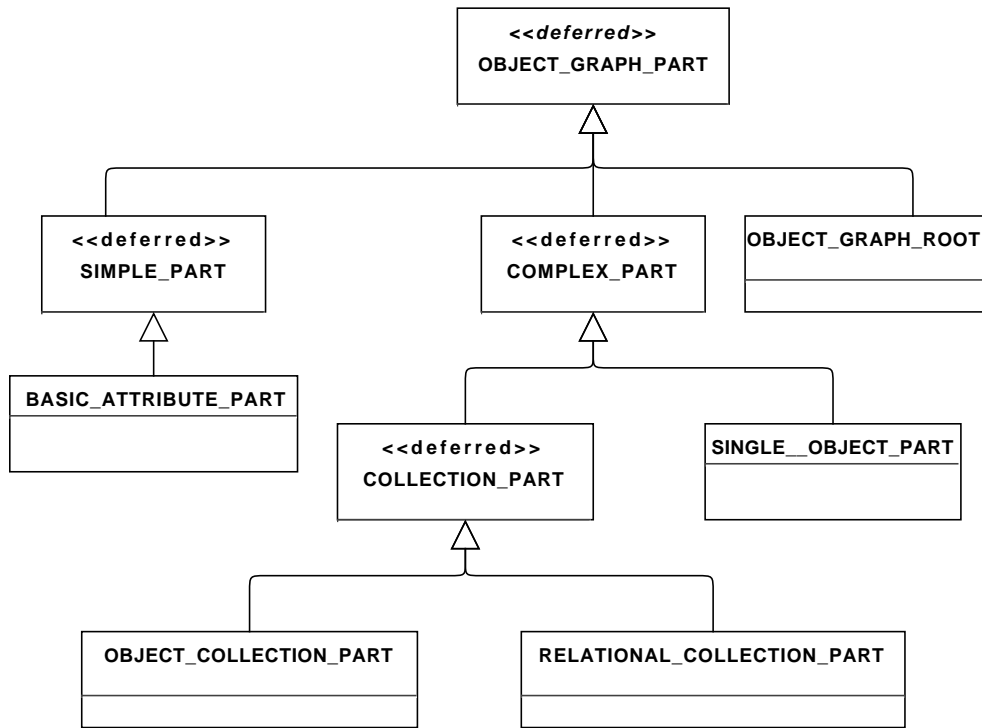 <<deferred>>
OBJECT_GRAPH_PART
<<deferred>>
SIMPLE_PART
<<deferred>>
COMPLEX_PART
OBJECT_GRAPH_ROOT
BASIC_ATTRIBUTE_PART
<<deferred>>
COLLECTION_PART
SINGLE__OBJECT_PART
OBJECT_COLLECTION_PART
RELATIONAL_COLLECTION_PART